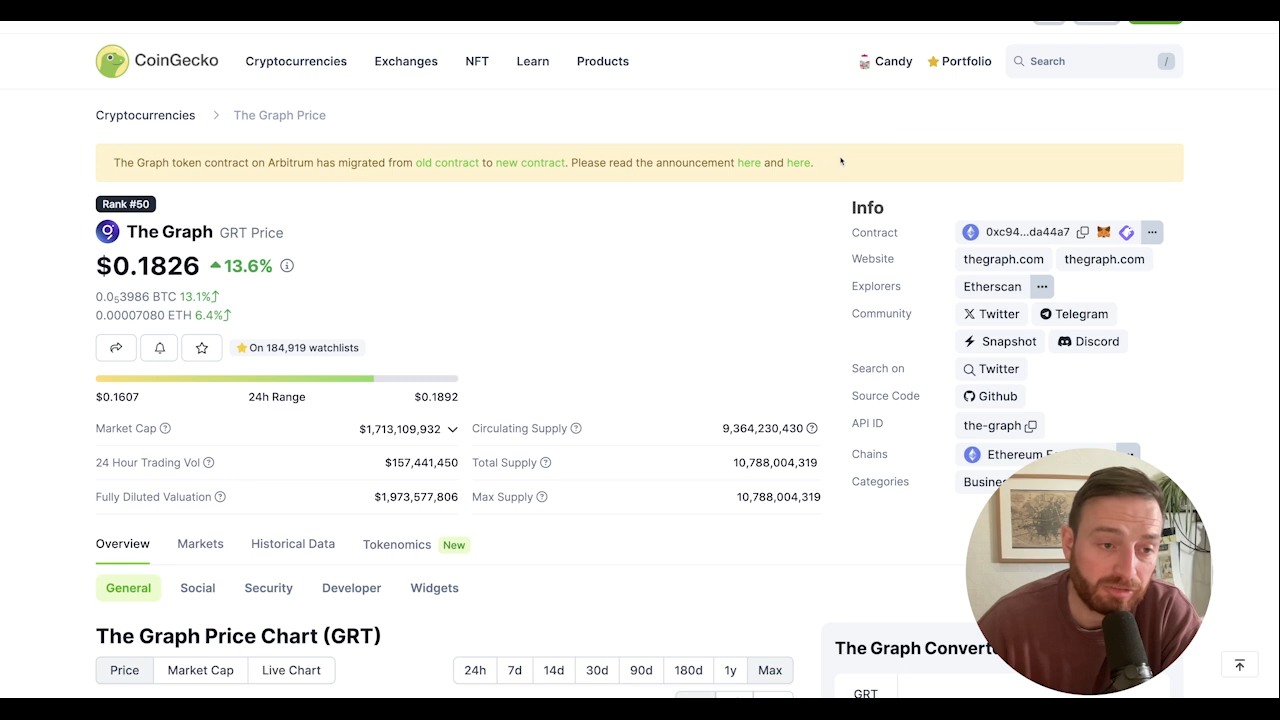 CoinGecko Cryptocurrencies Exchanges NFT Learn Products Candy Portfolio Search /
Cryptocurrencies > The Graph Price
The Graph token contract on Arbitrum has migrated from old contract to new contract. Please read the announcement here and here.
Rank #50
The Graph GRT Price
$0.1826 13.6%
0.0₅3986 BTC 13.1%
0.00007080 ETH 6.4%
On 184,919 watchlists
$0.1607 24h Range $0.1892
Market Cap $1,713,109,932
Circulating Supply 9,364,230,430
24 Hour Trading Vol $157,441,450
Total Supply 10,788,004,319
Fully Diluted Valuation $1,973,577,806
Max Supply 10,788,004,319
Info
Contract 0xc94...da44a7 ...
Website thegraph.com thegraph.com
Explorers Etherscan ...
Community Twitter Telegram
Snapshot Discord
Search on Twitter
Source Code Github
API ID the-graph
Chains Ethereum
Categories
Overview Markets Historical Data Tokenomics New
General Social Security Developer Widgets
The Graph Price Chart (GRT)
Price Market Cap Live Chart
24h 7d 14d 30d 90d 180d 1y Max
The Graph
GRT